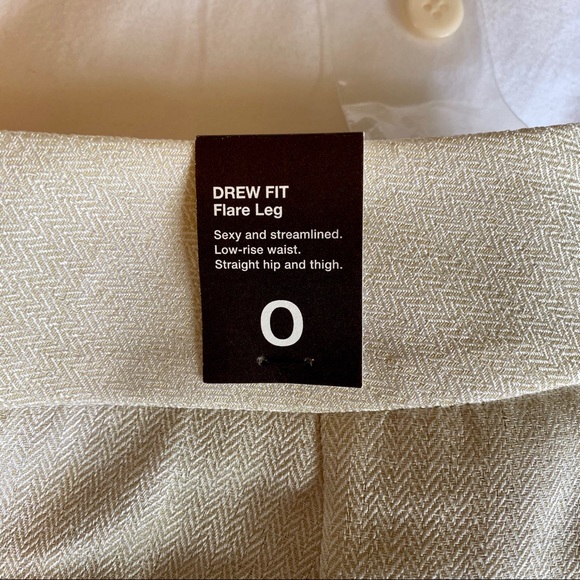 DREW FIT
Flare Leg
Sexy and streamlined.
Low-rise waist.
Straight hip and thigh.
0